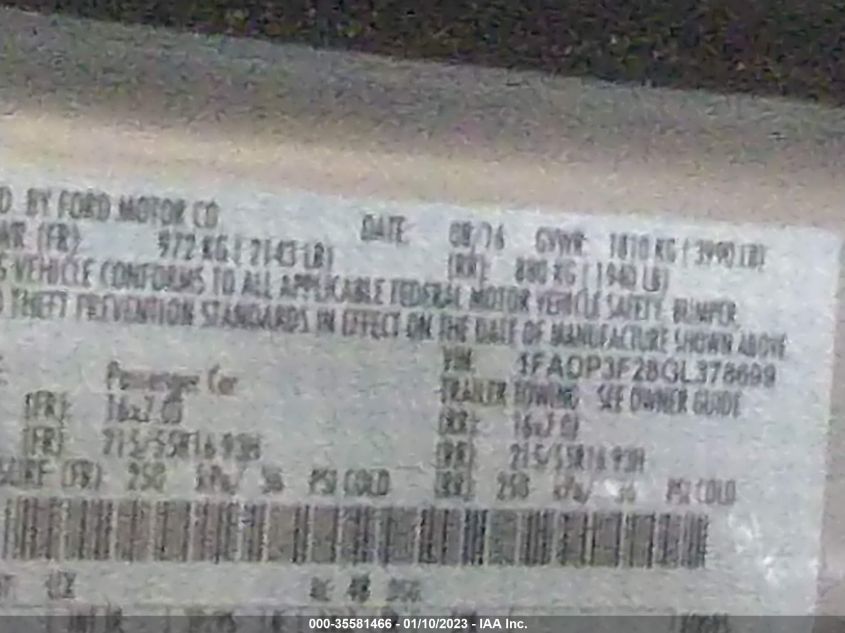 D BY FORD MOTOR CO
DATE: 08/16 GVWR: 1810 KG ( 3990 LB)
WR (FR): 972 KG ( 2143 LB) (RR): 880 KG ( 1940 LB)
S VEHICLE CONFORMS TO ALL APPLICABLE FEDERAL MOTOR VEHICLE SAFETY, BUMPER,
THEFT PREVENTION STANDARDS IN EFFECT ON THE DATE OF MANUFACTURE SHOWN ABOVE
VIN: 1FADP3F28GL378699
Passenger Car TRAILER TOWING: SEE OWNER GUIDE
(FR): 16x7.0J (RR): 16x7.0J
(FR): 215/55R16 93H (RR): 215/55R16 93H
SURE (FR): 250 kPa/ 36 PSI COLD (RR): 250 kPa/ 36 PSI COLD
UX
000-35581466 - 01/10/2023 - IAA Inc.